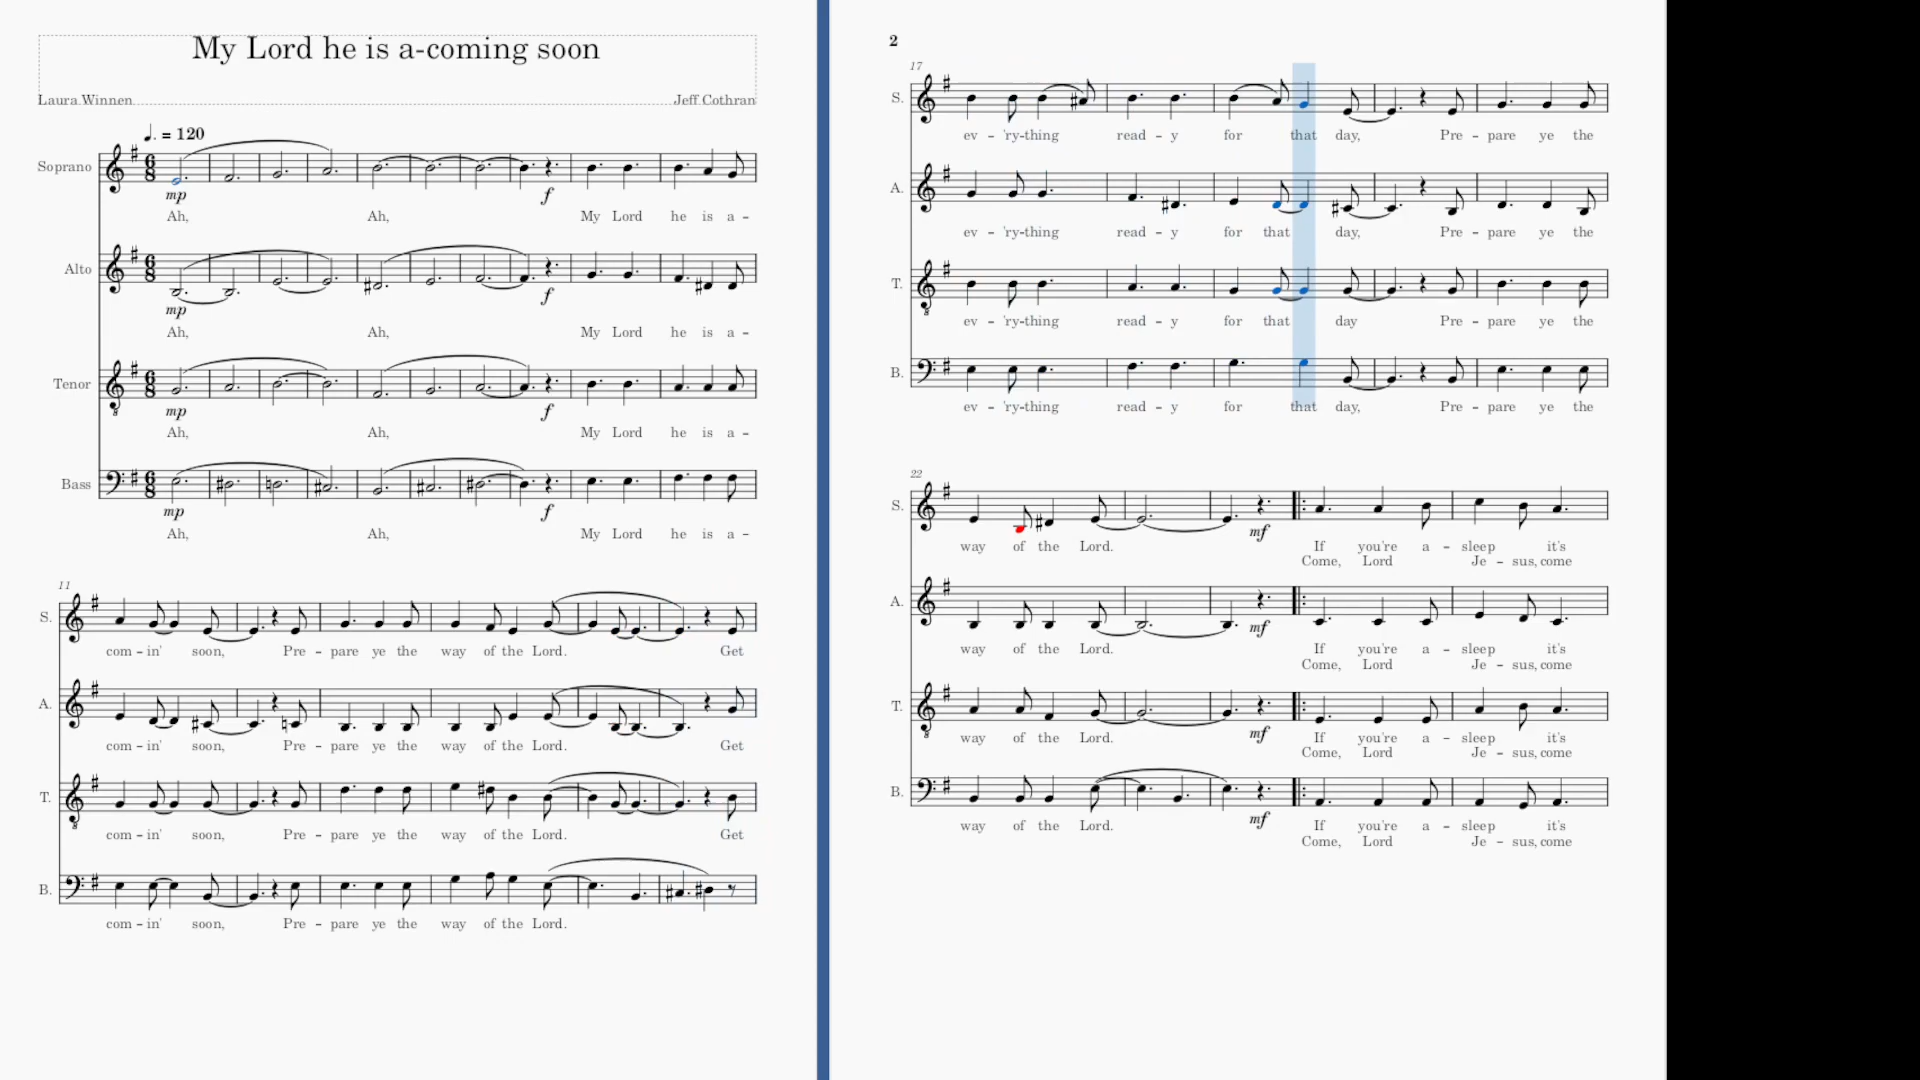 My Lord he is a-coming soon
Laura Winnen
Jeff Cothran
♩. = 120
Soprano
mp
f
Ah, Ah, My Lord he is a –
Alto
mp
f
Ah, Ah, My Lord he is a –
Tenor
mp
f
Ah, Ah, My Lord he is a –
Bass
mp
f
Ah, Ah, My Lord he is a –
11
S.
com – in' soon, Pre – pare ye the way of the Lord. Get
A.
com – in' soon, Pre – pare ye the way of the Lord. Get
T.
com – in' soon, Pre – pare ye the way of the Lord. Get
B.
com – in' soon, Pre – pare ye the way of the Lord.
2
17
S.
ev – 'ry-thing read – y for that day, Pre – pare ye the
A.
ev – 'ry-thing read – y for that day, Pre – pare ye the
T.
ev – 'ry-thing read – y for that day Pre – pare ye the
B.
ev – 'ry-thing read – y for that day, Pre – pare ye the
22
S.
mf
way of the Lord. If you're a – sleep it's
Come, Lord Je – sus, come
A.
mf
way of the Lord. If you're a – sleep it's
Come, Lord Je – sus, come
T.
mf
way of the Lord. If you're a – sleep it's
Come, Lord Je – sus, come
B.
mf
way of the Lord. If you're a – sleep it's
Come, Lord Je – sus, come